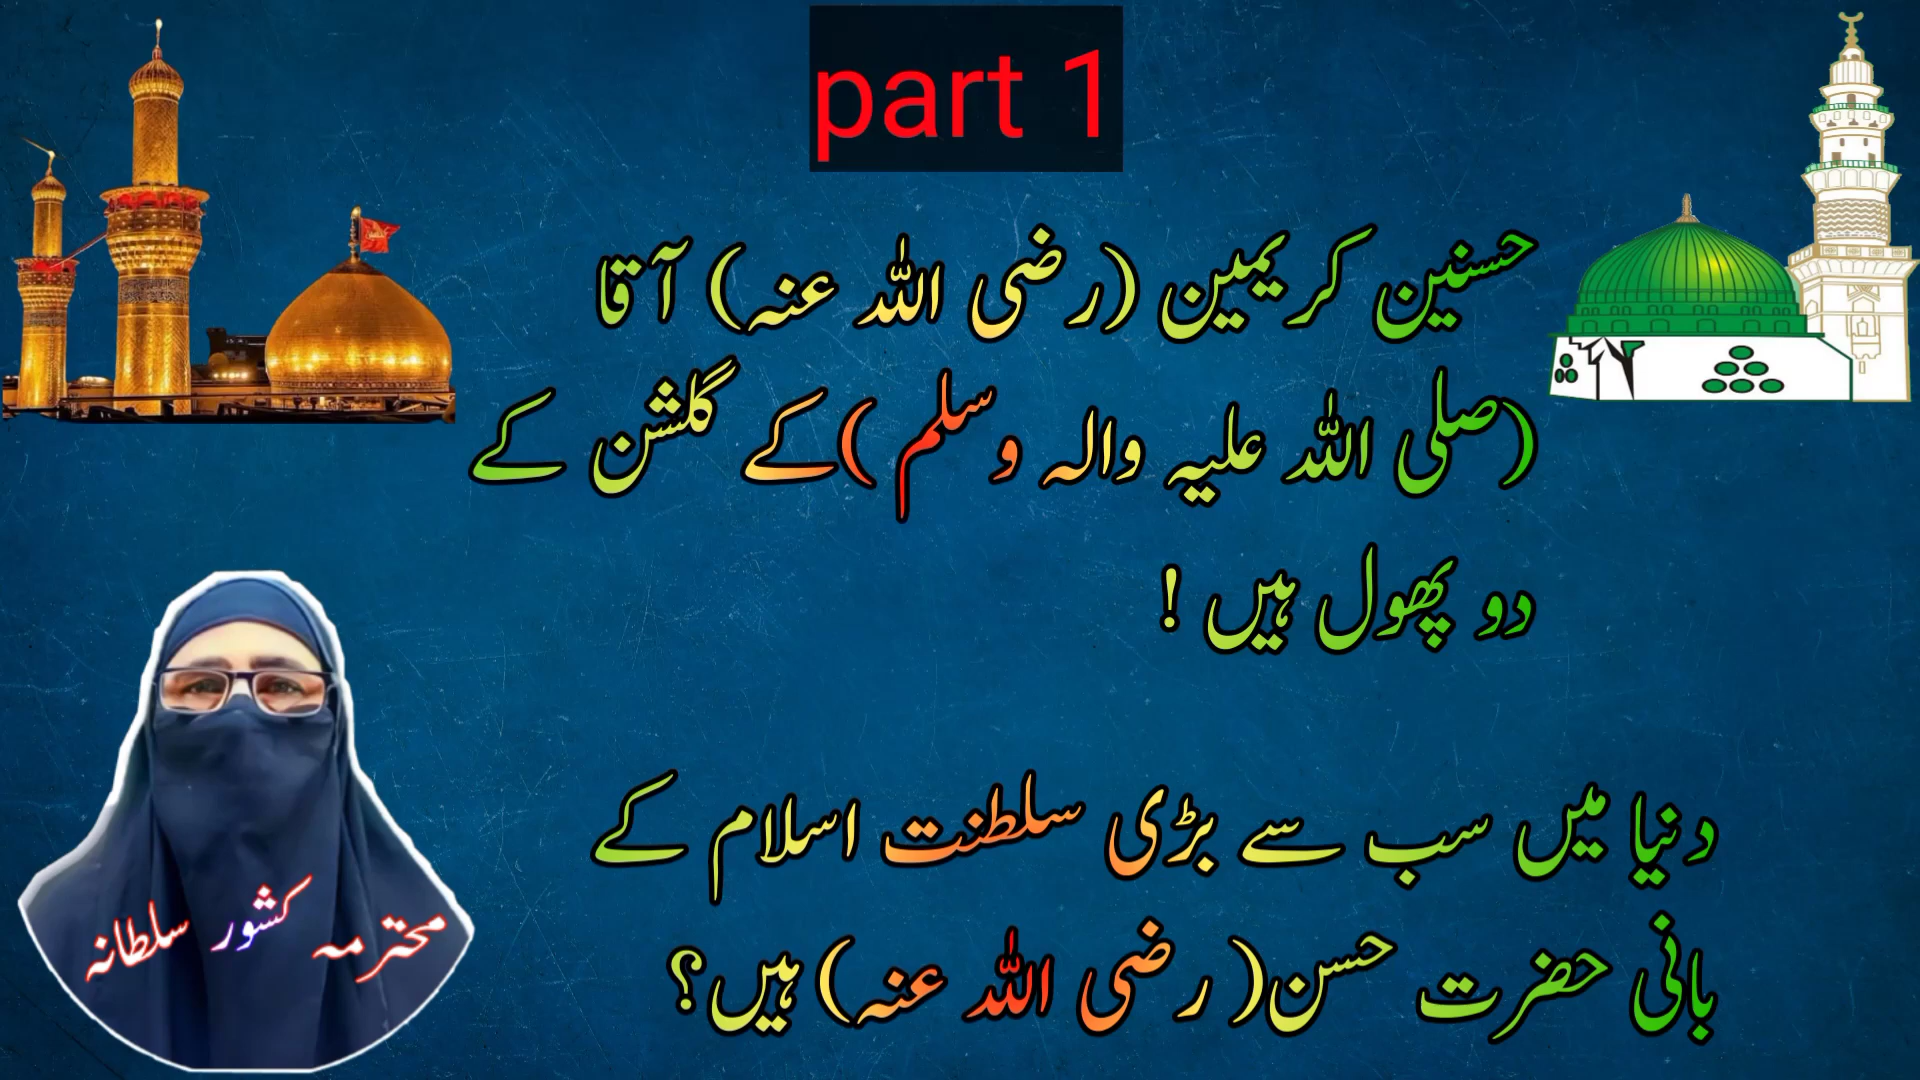 part 1
حسنین کریمین (رضی اللہ عنہ) آقا
(صلی اللہ علیہ والہ وسلم )کے گلشن کے
دو پھول ہیں !
دنیا میں سب سے بڑی سلطنت اسلام کے
بانی حضرت حسن( رضی اللہ عنہ) ہیں؟
محترمہ کشور سلطانہ